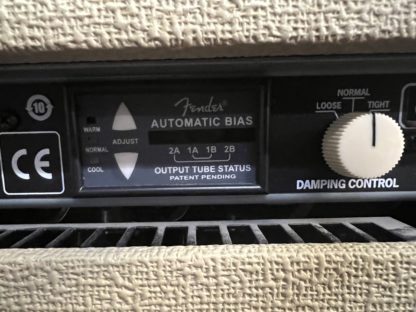 10
CE
WARM
NORMAL
COOL
ADJUST
Fender
AUTOMATIC BIAS
2A 1A 1B 2B
OUTPUT TUBE STATUS
PATENT PENDING
NORMAL
LOOSE TIGHT
DAMPING CONTROL